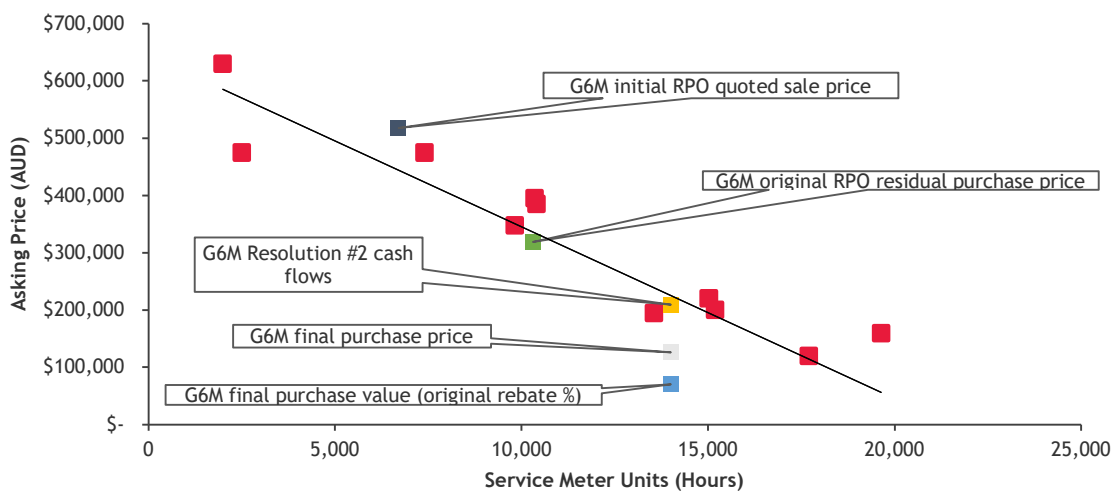 $700,000
$600,000
$500,000
$400,000
$300,000
$200,000
$100,000
$-
Asking Price (AUD)
G6M initial RPO quoted sale price
G6M original RPO residual purchase price
G6M Resolution #2 cash
flows
G6M final purchase price
G6M final purchase value (original rebate %)
0
5,000
10,000
15,000
20,000
25,000
Service Meter Units (Hours)